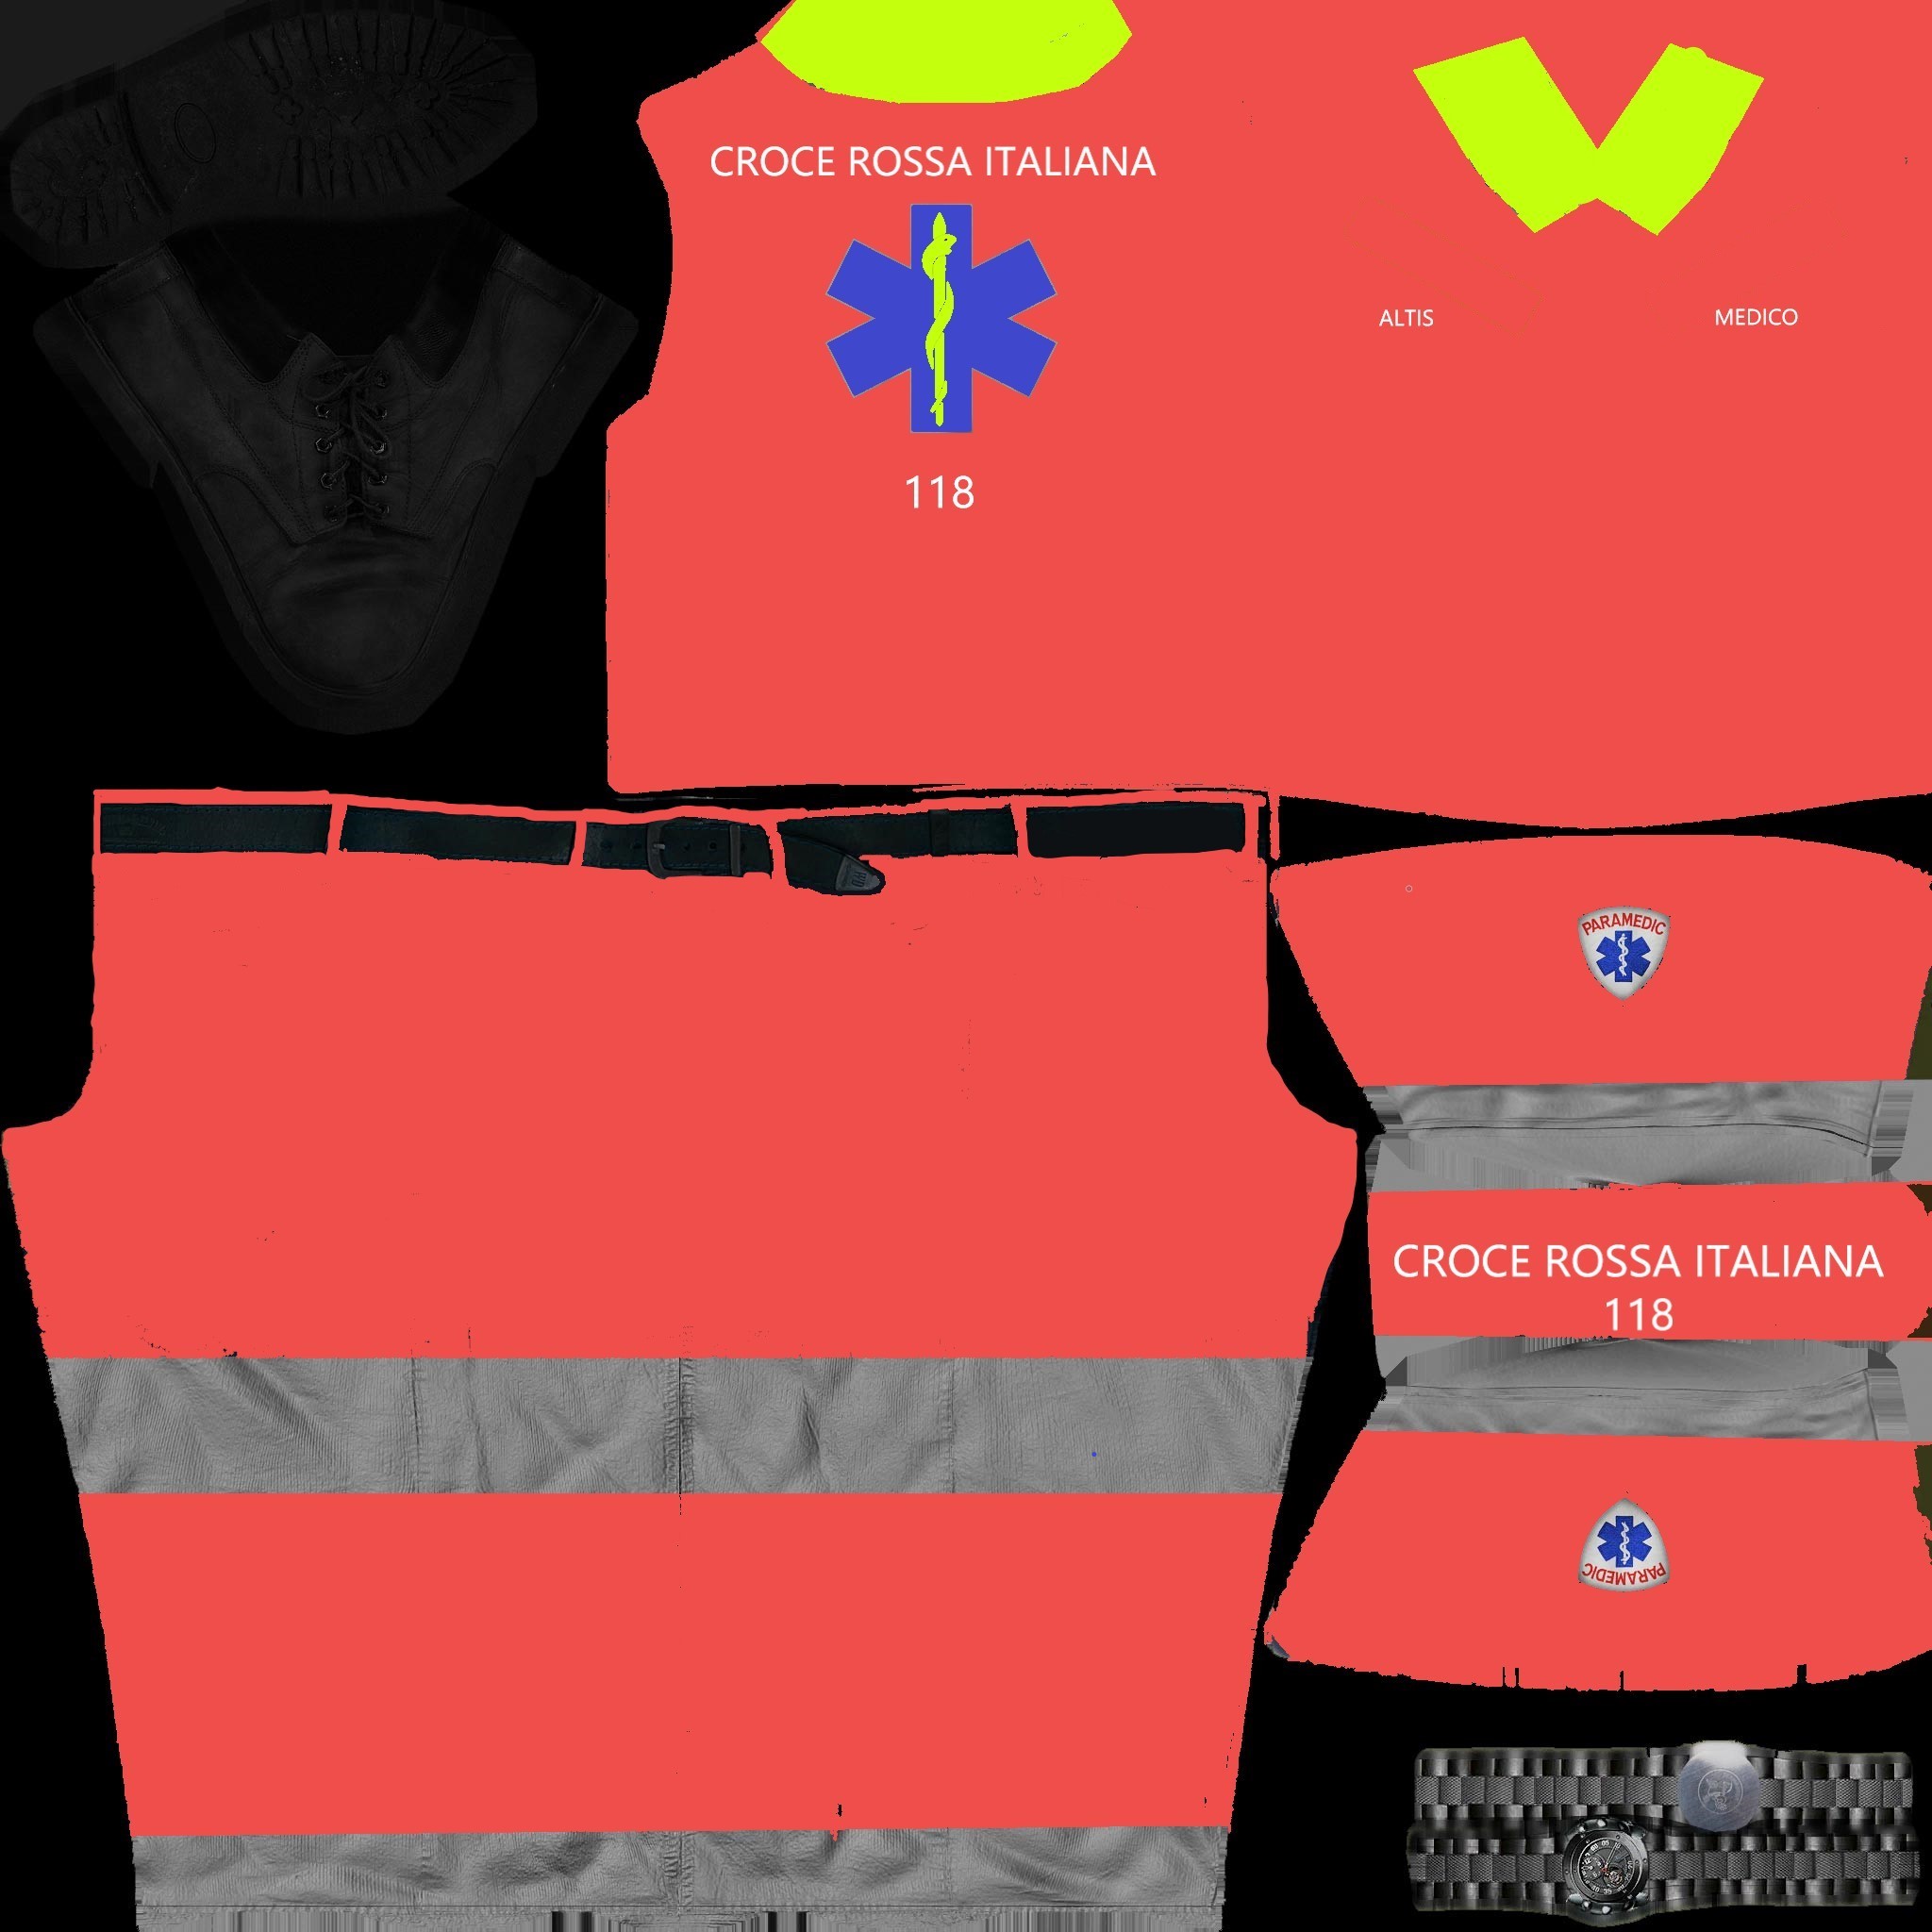 CROCE ROSSA ITALIANA
118
ALTIS
MEDICO
PARAMEDIC
CROCE ROSSA ITALIANA
118
PARAMEDIC